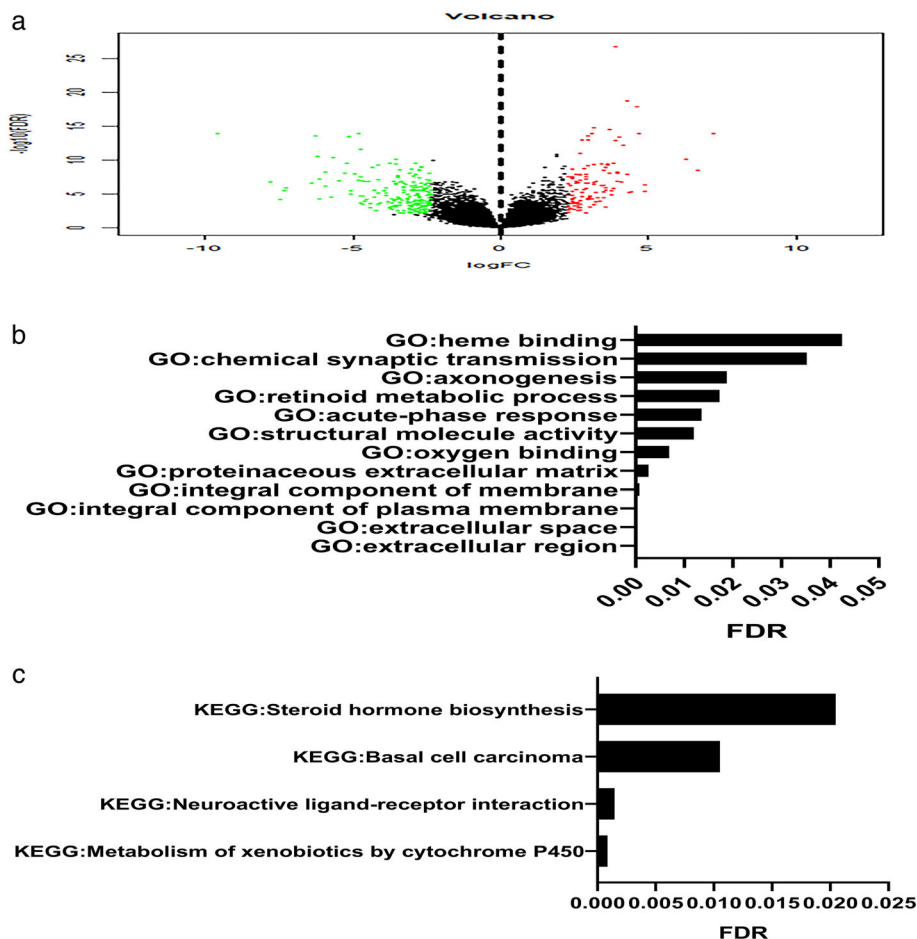 a
Volcano
-log10(FDR)
25
20
15
10
5
0
-10
-5
0
5
10
logFC
b
GO:heme binding
GO:chemical synaptic transmission
GO:axonogenesis
GO:retinoid metabolic process
GO:acute-phase response
GO:structural molecule activity
GO:oxygen binding
GO:proteinaceous extracellular matrix
GO:integral component of membrane
GO:integral component of plasma membrane
GO:extracellular space
GO:extracellular region
0.00
0.01
0.02
0.03
0.04
0.05
FDR
c
KEGG:Steroid hormone biosynthesis
KEGG:Basal cell carcinoma
KEGG:Neuroactive ligand-receptor interaction
KEGG:Metabolism of xenobiotics by cytochrome P450
0.000 0.005 0.010 0.015 0.020 0.025
FDR